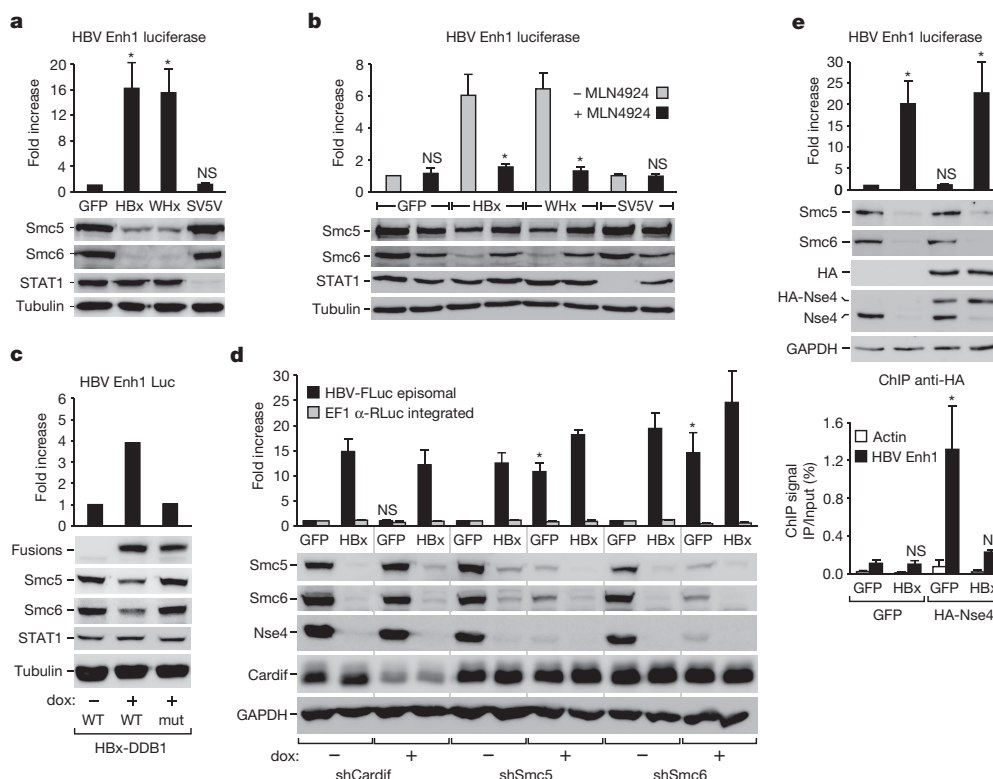 a
HBV Enh1 luciferase
Fold increase
20
16
12
8
4
0
* * NS
GFP HBx WHx SV5V
Smc5
Smc6
STAT1
Tubulin
b
HBV Enh1 luciferase
Fold increase
8
6
4
2
0
– MLN4924
+ MLN4924
NS * * NS
GFP HBx WHx SV5V
Smc5
Smc6
STAT1
Tubulin
c
HBV Enh1 Luc
Fold increase
6
5
4
3
2
1
0
Fusions
Smc5
Smc6
STAT1
Tubulin
dox: – + +
WT WT mut
HBx-DDB1
d
HBV-FLuc episomal
EF1 α-RLuc integrated
Fold increase
30
25
20
15
10
5
0
NS * *
GFP HBx GFP HBx GFP HBx GFP HBx GFP HBx GFP HBx
Smc5
Smc6
Nse4
Cardif
GAPDH
dox: – + – + – +
shCardif shSmc5 shSmc6
e
HBV Enh1 luciferase
Fold increase
30
25
20
15
10
5
0
* NS *
Smc5
Smc6
HA
HA-Nse4
Nse4
GAPDH
ChIP anti-HA
ChIP signal
IP/Input (%)
1.6
1.2
0.8
0.4
0.0
Actin
HBV Enh1
NS *
GFP HBx GFP HBx
GFP HA-Nse4